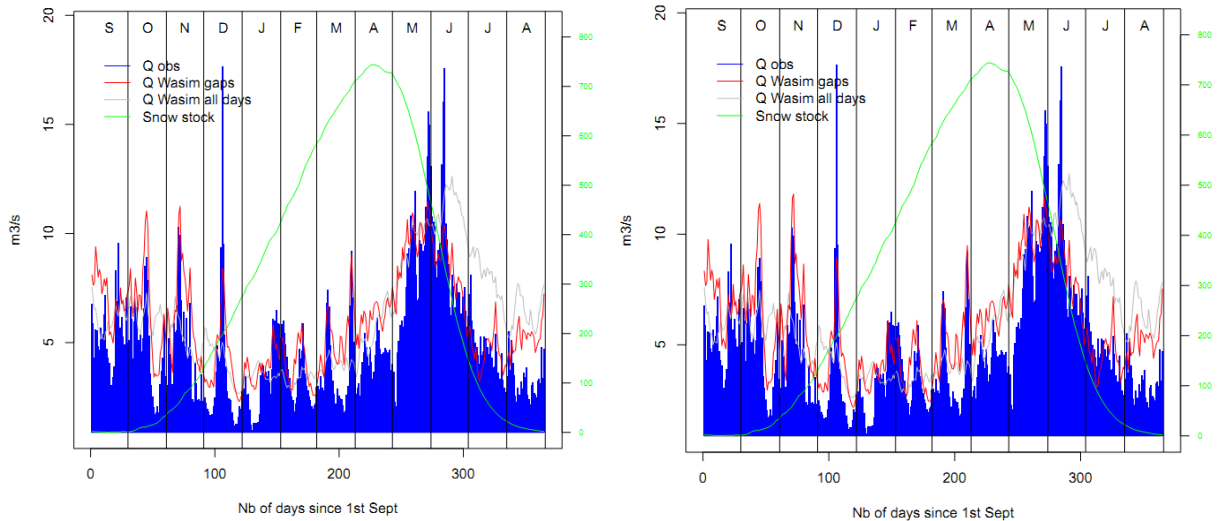 20
S O N D J F M A M J J A
800
Q obs
Q Wasim gaps
Q Wasim all days
Snow stock
700
15
600
500
m3/s
10
400
300
200
5
100
0
0 100 200 300
Nb of days since 1st Sept
20
S O N D J F M A M J J A
800
Q obs
Q Wasim gaps
Q Wasim all days
Snow stock
700
15
600
500
m3/s
10
400
300
200
5
100
0
0 100 200 300
Nb of days since 1st Sept